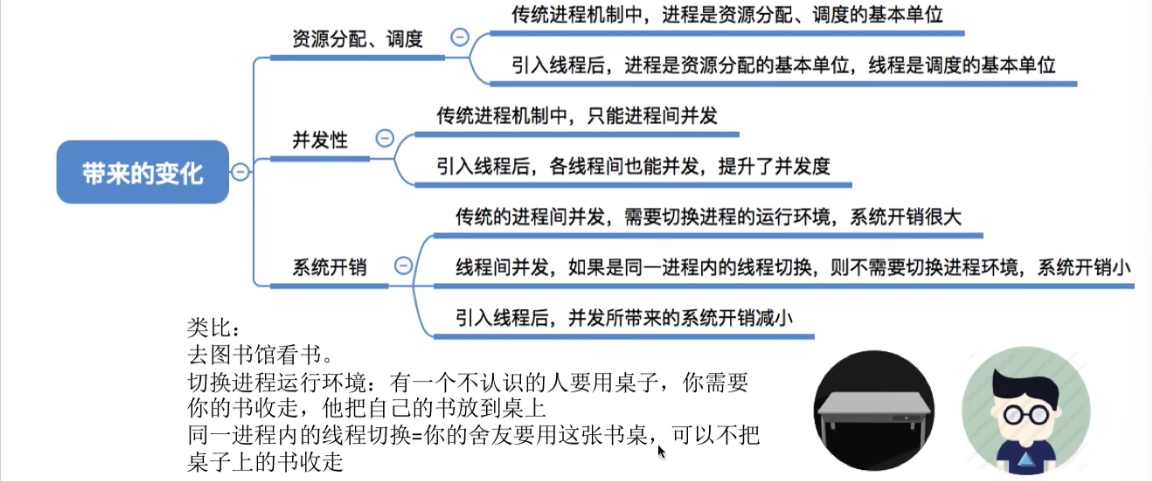 带来的变化
资源分配、调度
传统进程机制中，进程是资源分配、调度的基本单位
引入线程后，进程是资源分配的基本单位，线程是调度的基本单位
并发性
传统进程机制中，只能进程间并发
引入线程后，各线程间也能并发，提升了并发度
系统开销
传统的进程间并发，需要切换进程的运行环境，系统开销很大
线程间并发，如果是同一进程内的线程切换，则不需要切换进程环境，系统开销小
引入线程后，并发所带来的系统开销减小
类比：
去图书馆看书。
切换进程运行环境：有一个不认识的人要用桌子，你需要
你的书收走，他把自己的书放到桌上
同一进程内的线程切换=你的舍友要用这张书桌，可以不把
桌子上的书收走